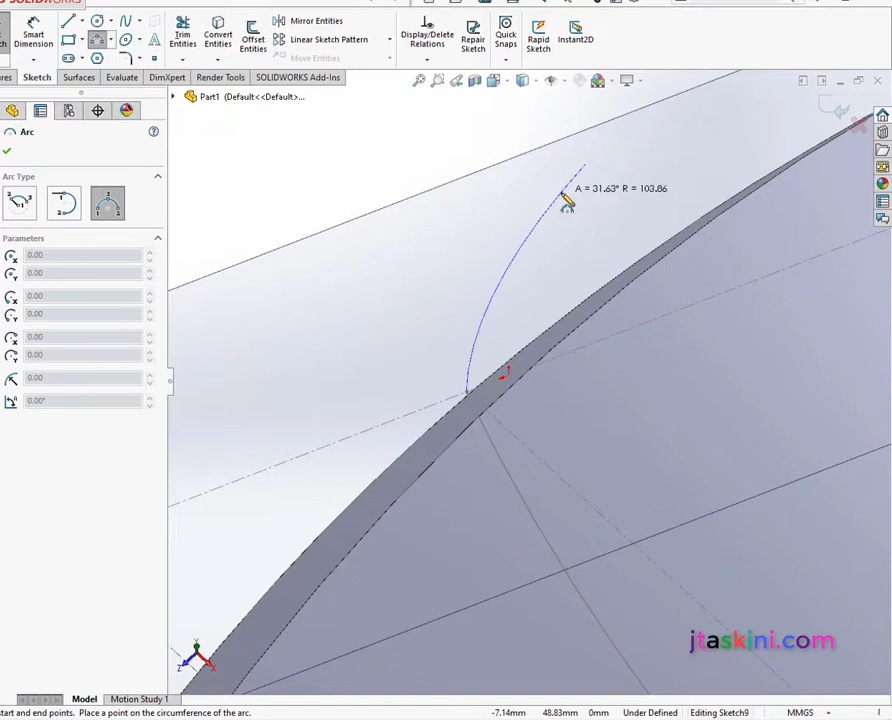 SOLIDWORKS
Smart Dimension
Trim Entities
Convert Entities
Offset Entities
Mirror Entities
Linear Sketch Pattern
Move Entities
Display/Delete Relations
Repair Sketch
Quick Snaps
Rapid Sketch
Instant2D
Sketch
Surfaces
Evaluate
DimXpert
Render Tools
SOLIDWORKS Add-Ins
Part1 (Default<<Default>...
Arc
Arc Type
Parameters
0.00
0.00
0.00
0.00
0.00
0.00
0.00
0.00°
A = 31.63° R = 103.86
Y
Z
X
jtaskini.com
Model
Motion Study 1
start and end points. Place a point on the circumference of the arc.
-7.14mm
48.83mm
0mm
Under Defined
Editing Sketch9
MMGS